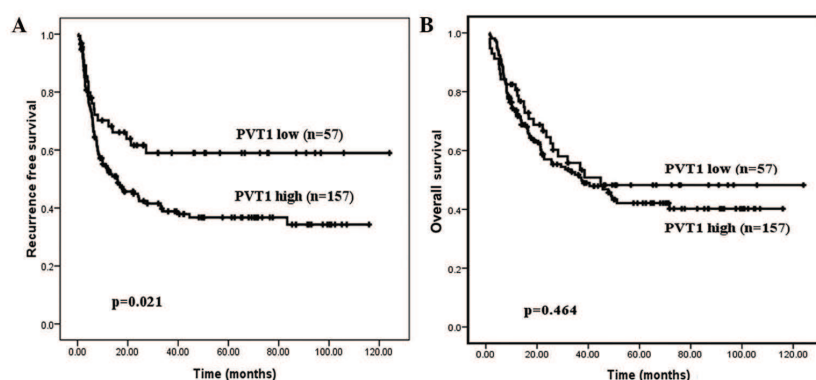 A
Recurrence free survival
1.0
0.8
0.6
0.4
0.2
0.0
PVT1 low (n=57)
PVT1 high (n=157)
p=0.021
0.00 20.00 40.00 60.00 80.00 100.00 120.00
Time (months)
B
Overall survival
1.0
0.8
0.6
0.4
0.2
0.0
PVT1 low (n=57)
PVT1 high (n=157)
p=0.464
0.00 20.00 40.00 60.00 80.00 100.00 120.00
Time (months)